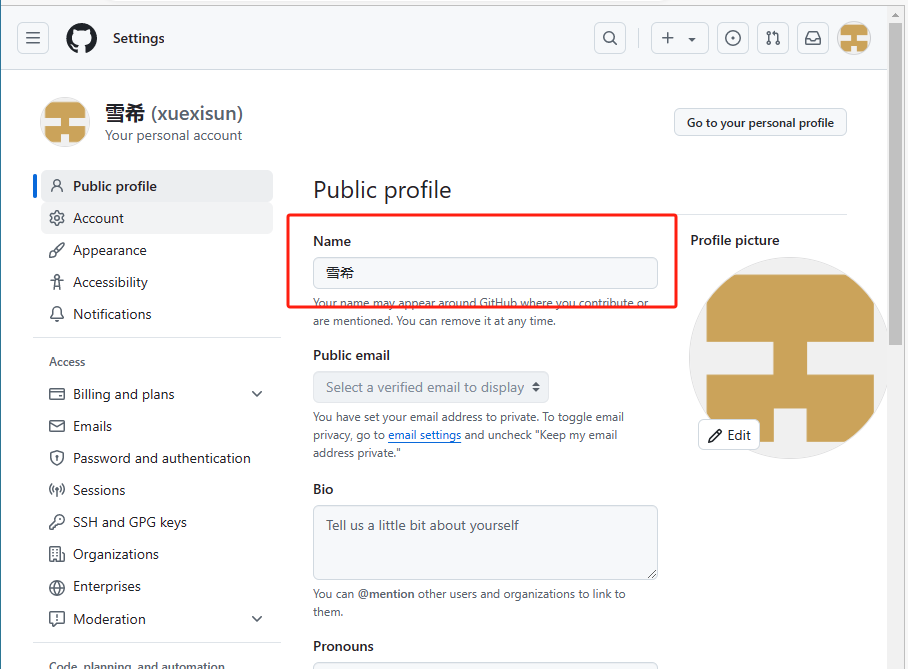 Settings
雪希 (xuexisun)
Your personal account
Go to your personal profile
Public profile
Account
Appearance
Accessibility
Notifications
Access
Billing and plans
Emails
Password and authentication
Sessions
SSH and GPG keys
Organizations
Enterprises
Moderation
Code, planning, and automation
Public profile
Name
雪希
Your name may appear around GitHub where you contribute or
are mentioned. You can remove it at any time.
Public email
Select a verified email to display
You have set your email address to private. To toggle email
privacy, go to email settings and uncheck "Keep my email
address private."
Bio
Tell us a little bit about yourself
You can @mention other users and organizations to link to
them.
Pronouns
Profile picture
Edit